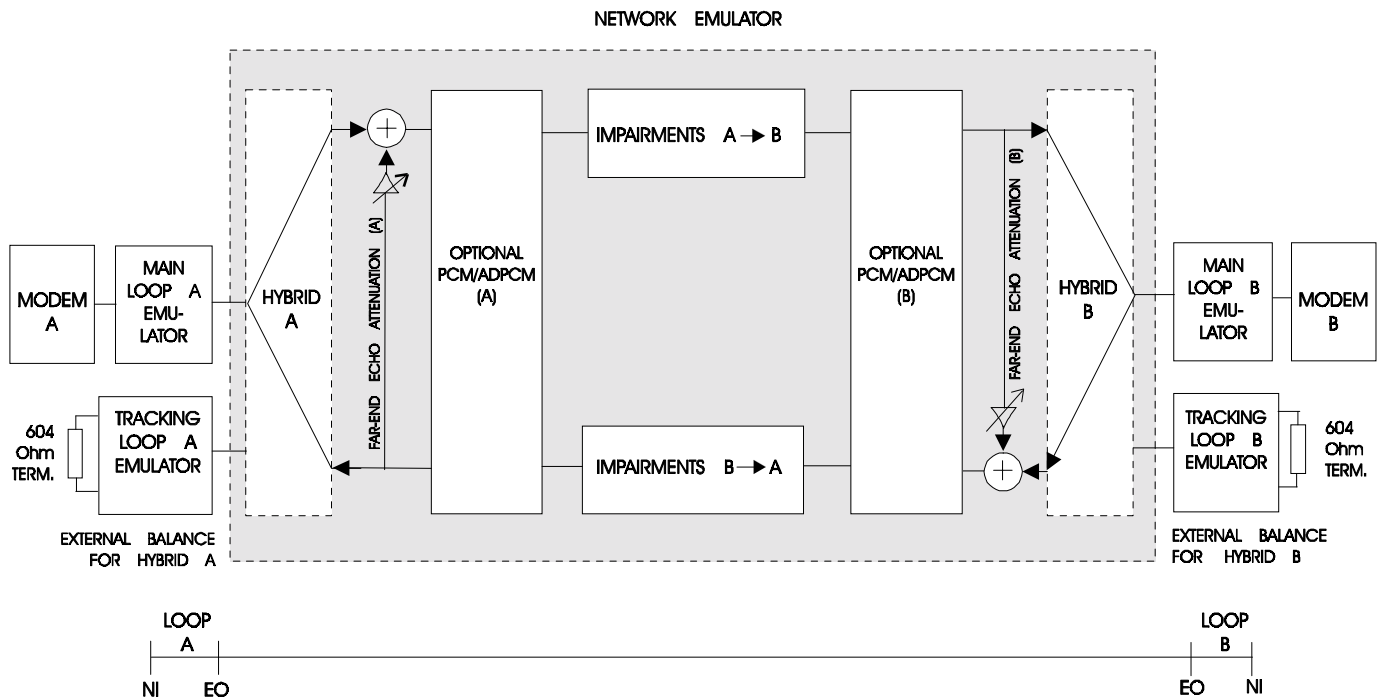 NETWORK EMULATOR
MODEM
A
MAIN
LOOP A
EMU-
LATOR
HYBRID
A
FAR-END ECHO ATTENUATION (A)
OPTIONAL
PCM/ADPCM
(A)
IMPAIRMENTS A → B
IMPAIRMENTS B → A
OPTIONAL
PCM/ADPCM
(B)
FAR-END ECHO ATTENUATION (B)
HYBRID
B
MAIN
LOOP B
EMU-
LATOR
MODEM
B
604
Ohm
TERM.
TRACKING
LOOP A
EMULATOR
EXTERNAL BALANCE
FOR HYBRID A
TRACKING
LOOP B
EMULATOR
604
Ohm
TERM.
EXTERNAL BALANCE
FOR HYBRID B
LOOP
A
NI EO
LOOP
B
EO NI